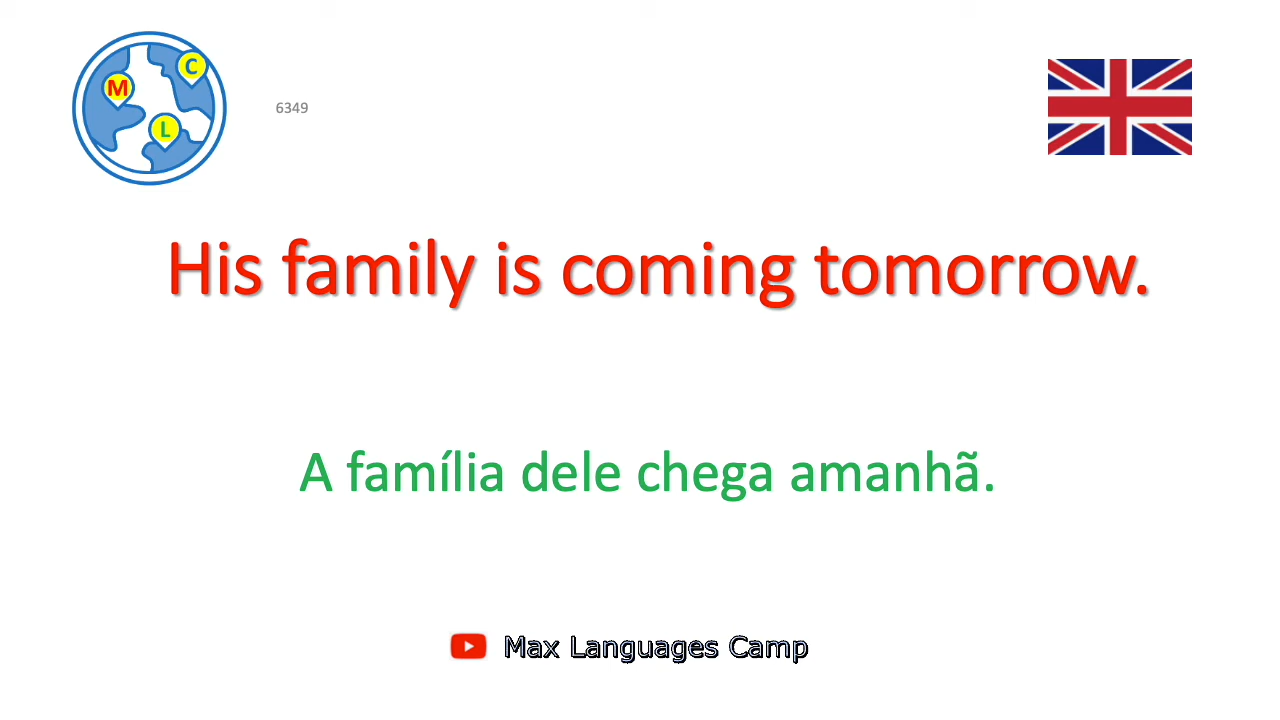 M
C
L
6349
His family is coming tomorrow.
A família dele chega amanhã.
Max Languages Camp